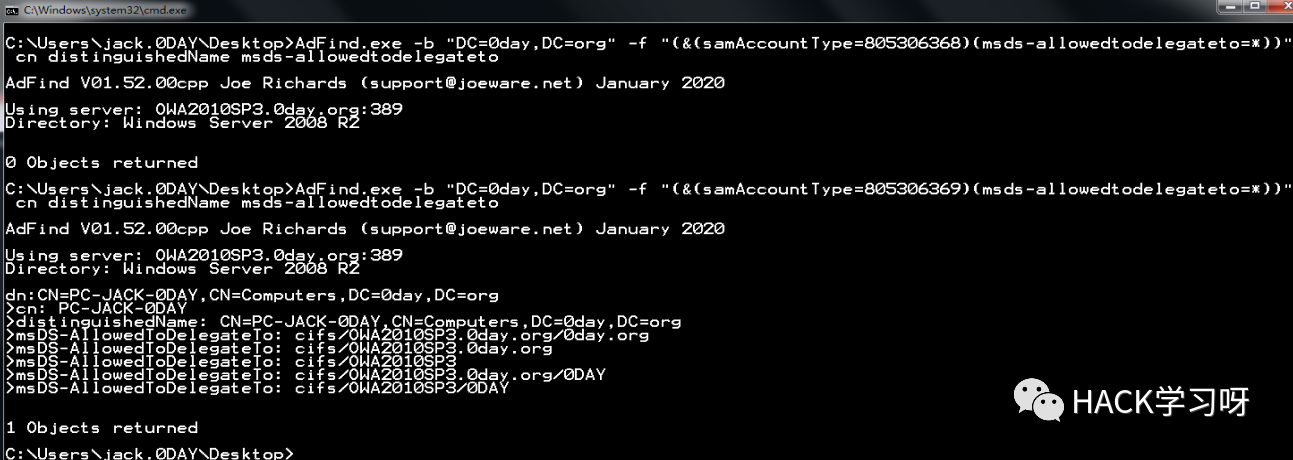 C:\Windows\system32\cmd.exe
C:\Users\jack.0DAY\Desktop>AdFind.exe -b "DC=0day,DC=org" -f "(&(samAccountType=805306368)(msds-allowedtodelegateto=*))"
cn distinguishedName msds-allowedtodelegateto
AdFind V01.52.00cpp Joe Richards (support@joeware.net) January 2020
Using server: OWA2010SP3.0day.org:389
Directory: Windows Server 2008 R2
0 Objects returned
C:\Users\jack.0DAY\Desktop>AdFind.exe -b "DC=0day,DC=org" -f "(&(samAccountType=805306369)(msds-allowedtodelegateto=*))"
cn distinguishedName msds-allowedtodelegateto
AdFind V01.52.00cpp Joe Richards (support@joeware.net) January 2020
Using server: OWA2010SP3.0day.org:389
Directory: Windows Server 2008 R2
dn:CN=PC-JACK-0DAY,CN=Computers,DC=0day,DC=org
>cn: PC-JACK-0DAY
>distinguishedName: CN=PC-JACK-0DAY,CN=Computers,DC=0day,DC=org
>msDS-AllowedToDelegateTo: cifs/OWA2010SP3.0day.org/0day.org
>msDS-AllowedToDelegateTo: cifs/OWA2010SP3.0day.org
>msDS-AllowedToDelegateTo: cifs/OWA2010SP3
>msDS-AllowedToDelegateTo: cifs/OWA2010SP3.0day.org/0DAY
>msDS-AllowedToDelegateTo: cifs/OWA2010SP3/0DAY
HACK学习呀
1 Objects returned
C:\Users\jack.0DAY\Desktop>